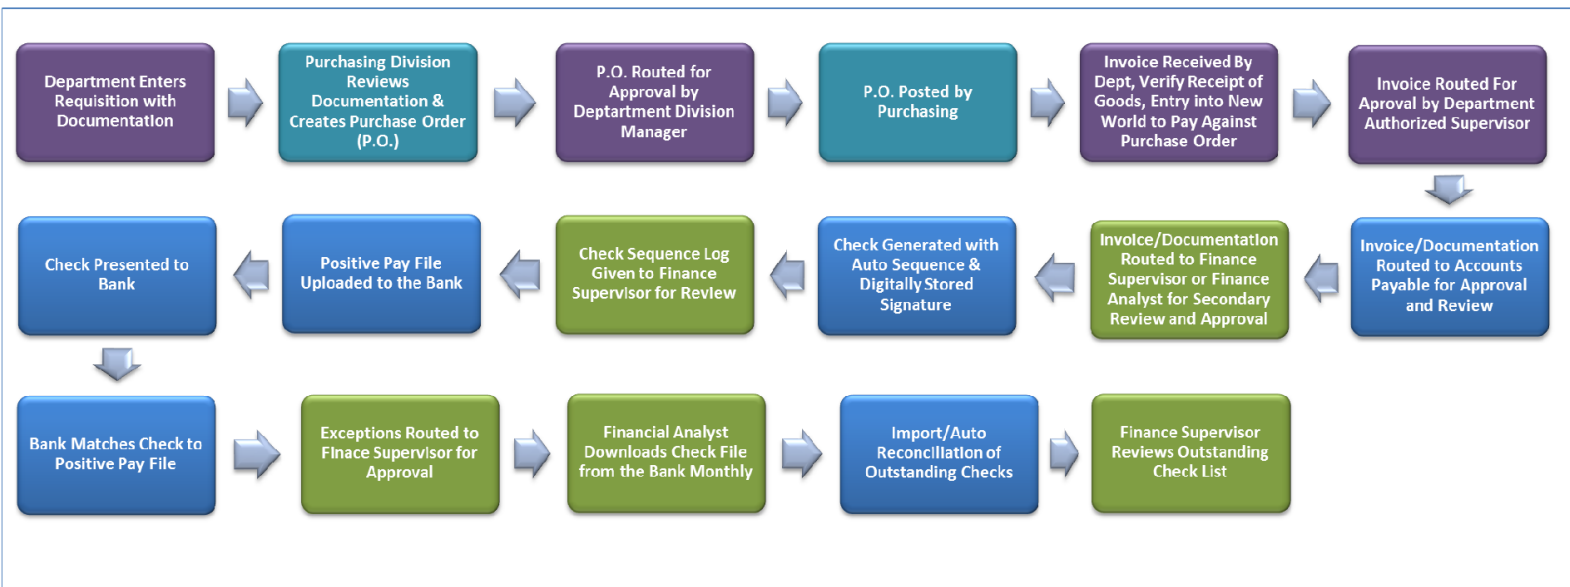 Department Enters
Requisition with
Documentation
Purchasing Division
Reviews
Documentation &
Creates Purchase Order
(P.O.)
P.O. Routed for
Approval by
Deptartment Division
Manager
P.O. Posted by
Purchasing
Invoice Received By
Dept, Verify Receipt of
Goods, Entry into New
World to Pay Against
Purchase Order
Invoice Routed For
Aproval by Department
Authorized Supervisor
Invoice/Documentation
Routed to Accounts
Payable for Approval
and Review
Invoice/Documentation
Routed to Finance
Supervisor or Finance
Analyst for Secondary
Review and Approval
Check Generated with
Auto Sequence &
Digitally Stored
Signature
Check Sequence Log
Given to Finance
Supervisor for Review
Positive Pay File
Uploaded to the Bank
Check Presented to
Bank
Bank Matches Check to
Positive Pay File
Exceptions Routed to
Finace Supervisor for
Approval
Financial Analyst
Downloads Check File
from the Bank Monthly
Import/Auto
Reconciliation of
Outstanding Checks
Finance Supervisor
Reviews Outstanding
Check List